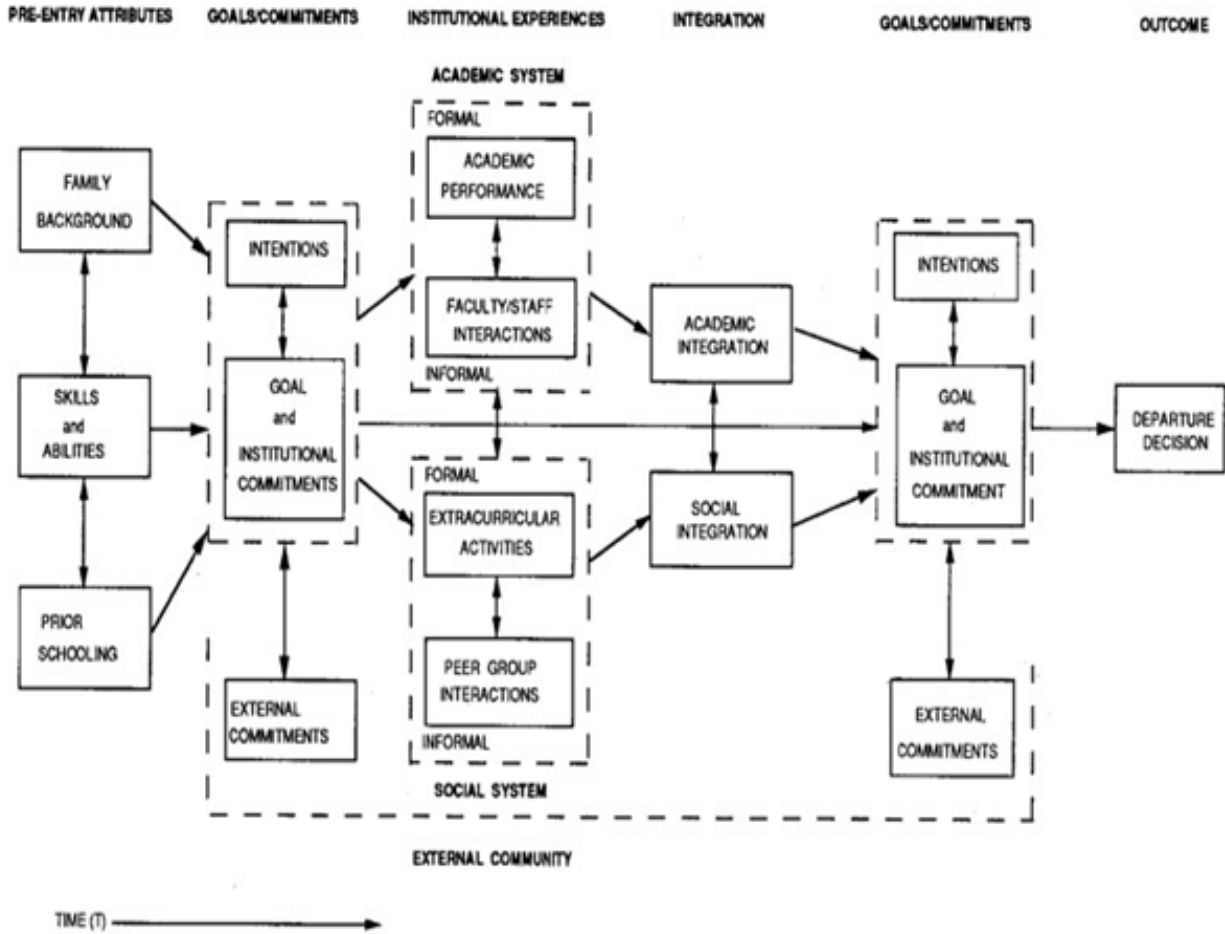 PRE-ENTRY ATTRIBUTES
GOALS/COMMITMENTS
INSTITUTIONAL EXPERIENCES
INTEGRATION
GOALS/COMMITMENTS
OUTCOME
ACADEMIC SYSTEM
FORMAL
ACADEMIC
PERFORMANCE
FAMILY
BACKGROUND
INTENTIONS
FACULTY/STAFF
INTERACTIONS
INFORMAL
ACADEMIC
INTEGRATION
INTENTIONS
SKILLS
and
ABILITIES
GOAL
and
INSTITUTIONAL
COMMITMENTS
GOAL
and
INSTITUTIONAL
COMMITMENT
DEPARTURE
DECISION
FORMAL
EXTRACURRICULAR
ACTIVITIES
SOCIAL
INTEGRATION
PRIOR
SCHOOLING
PEER GROUP
INTERACTIONS
INFORMAL
EXTERNAL
COMMITMENTS
EXTERNAL
COMMITMENTS
SOCIAL SYSTEM
EXTERNAL COMMUNITY
TIME (T)